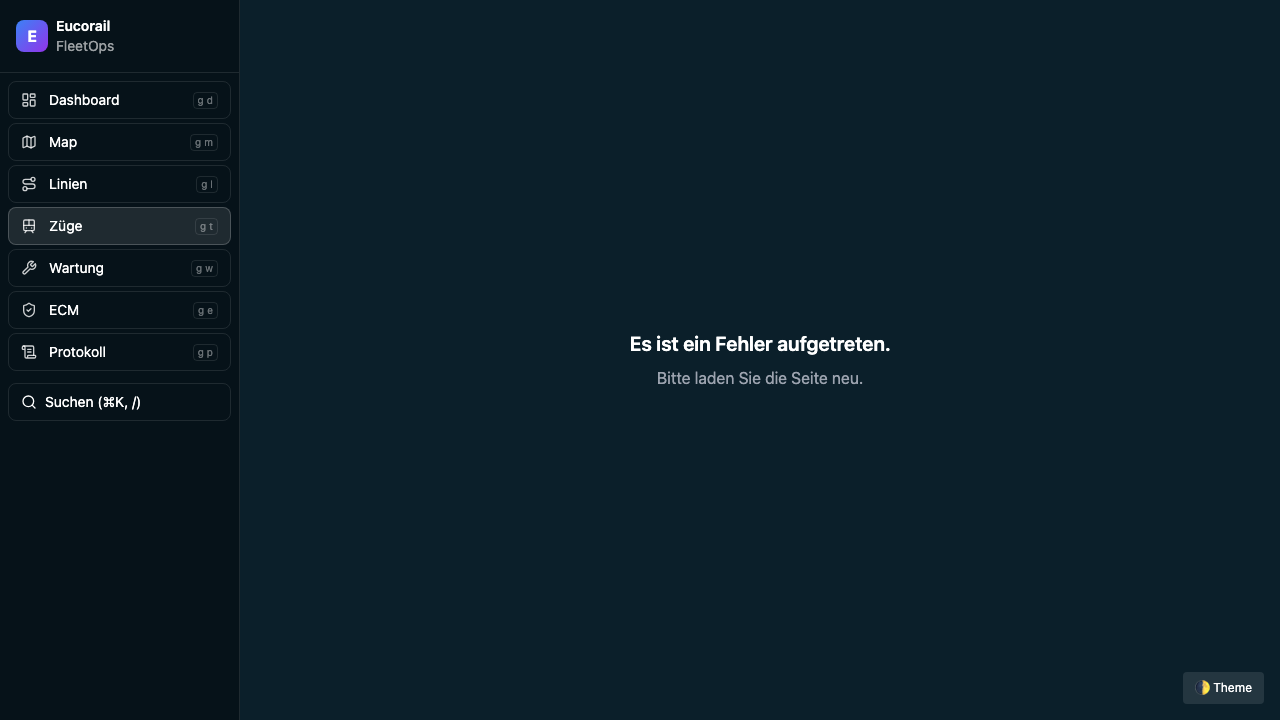 E
Eucorail
FleetOps
Dashboard g d
Map g m
Linien g l
Züge g t
Wartung g w
ECM g e
Protokoll g p
Suchen (⌘K, /)
Es ist ein Fehler aufgetreten.
Bitte laden Sie die Seite neu.
🌗 Theme